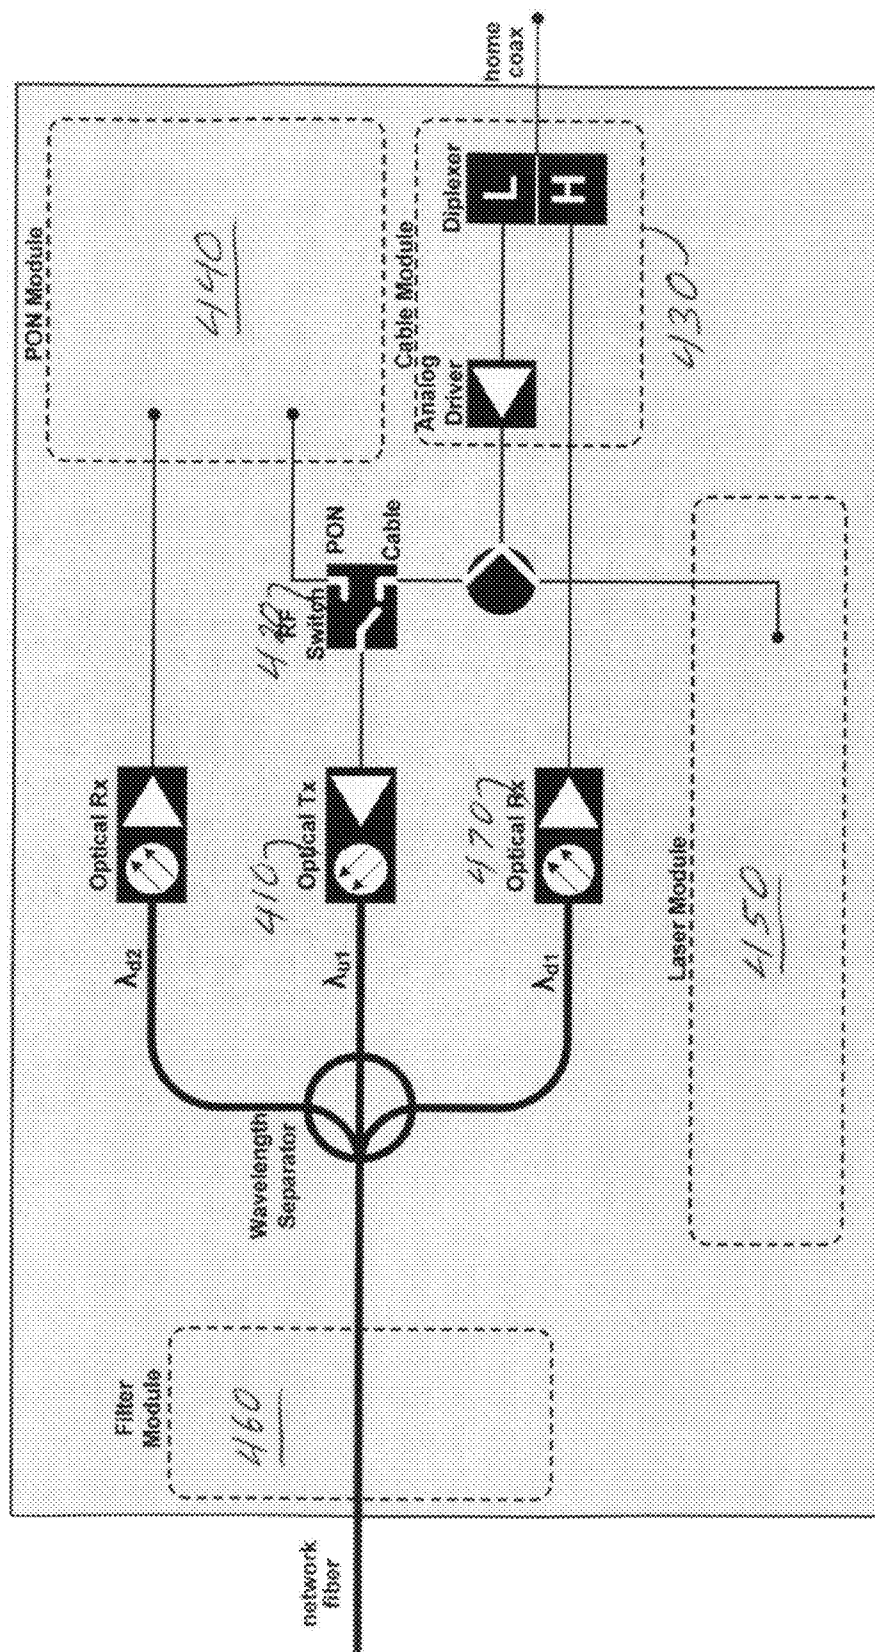 PON Module
440
Filter
Module
460
Optical Rx
λd2
Wavelength
Separator
410
Optical Tx
λu1
420
RF
Switch
PON
Cable
network
fiber
Cable Module
Analog
Driver
Diplexer
L
H
home
coax
430
470
Optical Rx
λd1
Laser Module
450